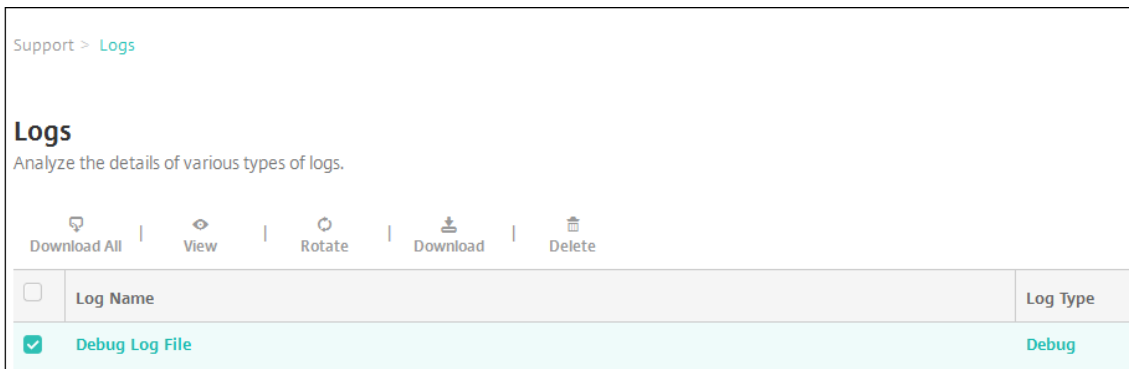 Support > Logs
Logs
Analyze the details of various types of logs.
Download All | View | Rotate | Download | Delete
Log Name Log Type
Debug Log File Debug